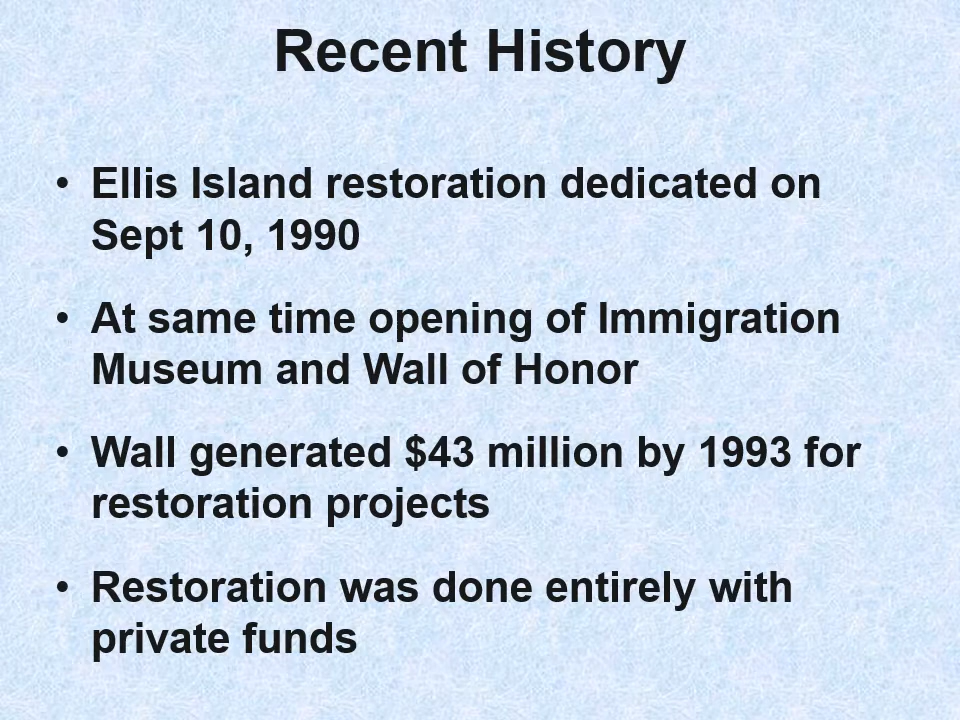 Recent History
• Ellis Island restoration dedicated on
Sept 10, 1990
• At same time opening of Immigration
Museum and Wall of Honor
• Wall generated $43 million by 1993 for
restoration projects
• Restoration was done entirely with
private funds